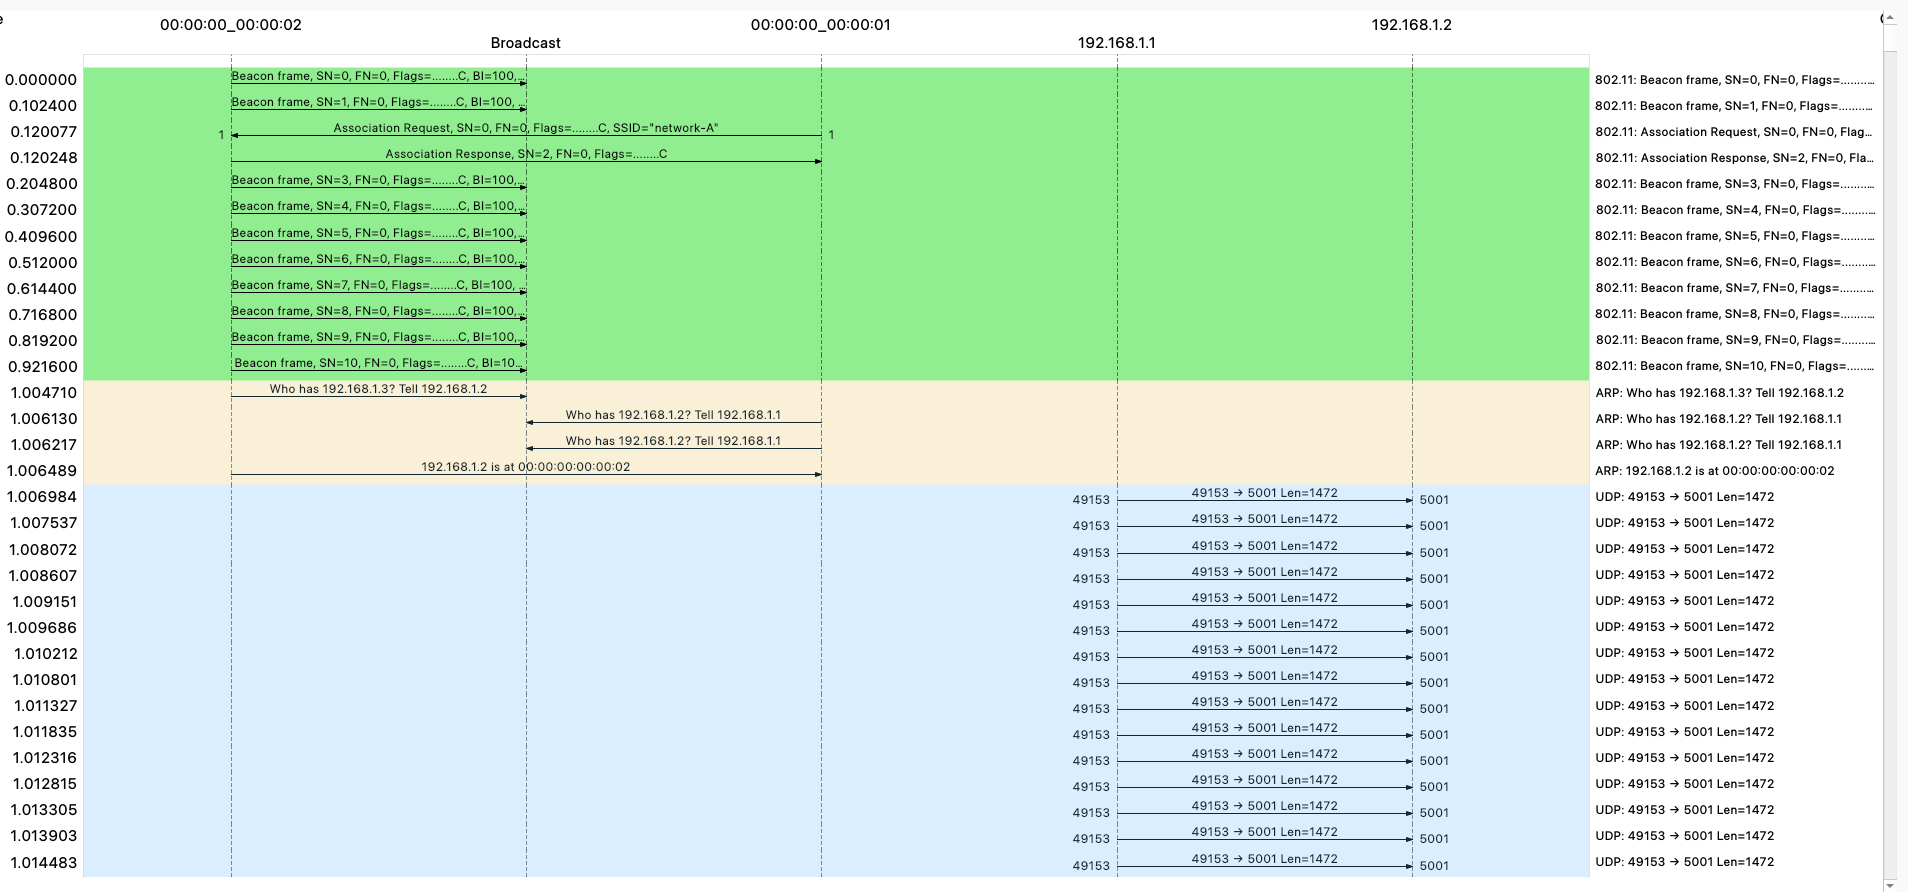 00:00:00_00:00:02 00:00:00_00:00:01 192.168.1.2
Broadcast 192.168.1.1
0.000000 Beacon frame, SN=0, FN=0, Flags=........C, BI=100,... 802.11: Beacon frame, SN=0, FN=0, Flags=...........
0.102400 Beacon frame, SN=1, FN=0, Flags=........C, BI=100, ... 802.11: Beacon frame, SN=1, FN=0, Flags=...........
0.120077 1 Association Request, SN=0, FN=0, Flags=........C, SSID="network-A" 1 802.11: Association Request, SN=0, FN=0, Flag...
0.120248 Association Response, SN=2, FN=0, Flags=........C 802.11: Association Response, SN=2, FN=0, Fla...
0.204800 Beacon frame, SN=3, FN=0, Flags=........C, BI=100,... 802.11: Beacon frame, SN=3, FN=0, Flags=...........
0.307200 Beacon frame, SN=4, FN=0, Flags=........C, BI=100,... 802.11: Beacon frame, SN=4, FN=0, Flags=...........
0.409600 Beacon frame, SN=5, FN=0, Flags=........C, BI=100,... 802.11: Beacon frame, SN=5, FN=0, Flags=...........
0.512000 Beacon frame, SN=6, FN=0, Flags=........C, BI=100,... 802.11: Beacon frame, SN=6, FN=0, Flags=...........
0.614400 Beacon frame, SN=7, FN=0, Flags=........C, BI=100, ... 802.11: Beacon frame, SN=7, FN=0, Flags=...........
0.716800 Beacon frame, SN=8, FN=0, Flags=........C, BI=100,... 802.11: Beacon frame, SN=8, FN=0, Flags=...........
0.819200 Beacon frame, SN=9, FN=0, Flags=........C, BI=100,... 802.11: Beacon frame, SN=9, FN=0, Flags=...........
0.921600 Beacon frame, SN=10, FN=0, Flags=........C, BI=10... 802.11: Beacon frame, SN=10, FN=0, Flags=.........
1.004710 Who has 192.168.1.3? Tell 192.168.1.2 ARP: Who has 192.168.1.3? Tell 192.168.1.2
1.006130 Who has 192.168.1.2? Tell 192.168.1.1 ARP: Who has 192.168.1.2? Tell 192.168.1.1
1.006217 Who has 192.168.1.2? Tell 192.168.1.1 ARP: Who has 192.168.1.2? Tell 192.168.1.1
1.006489 192.168.1.2 is at 00:00:00:00:00:02 ARP: 192.168.1.2 is at 00:00:00:00:00:02
1.006984 49153 49153 → 5001 Len=1472 5001 UDP: 49153 → 5001 Len=1472
1.007537 49153 49153 → 5001 Len=1472 5001 UDP: 49153 → 5001 Len=1472
1.008072 49153 49153 → 5001 Len=1472 5001 UDP: 49153 → 5001 Len=1472
1.008607 49153 49153 → 5001 Len=1472 5001 UDP: 49153 → 5001 Len=1472
1.009151 49153 49153 → 5001 Len=1472 5001 UDP: 49153 → 5001 Len=1472
1.009686 49153 49153 → 5001 Len=1472 5001 UDP: 49153 → 5001 Len=1472
1.010212 49153 49153 → 5001 Len=1472 5001 UDP: 49153 → 5001 Len=1472
1.010801 49153 49153 → 5001 Len=1472 5001 UDP: 49153 → 5001 Len=1472
1.011327 49153 49153 → 5001 Len=1472 5001 UDP: 49153 → 5001 Len=1472
1.011835 49153 49153 → 5001 Len=1472 5001 UDP: 49153 → 5001 Len=1472
1.012316 49153 49153 → 5001 Len=1472 5001 UDP: 49153 → 5001 Len=1472
1.012815 49153 49153 → 5001 Len=1472 5001 UDP: 49153 → 5001 Len=1472
1.013305 49153 49153 → 5001 Len=1472 5001 UDP: 49153 → 5001 Len=1472
1.013903 49153 49153 → 5001 Len=1472 5001 UDP: 49153 → 5001 Len=1472
1.014483 49153 49153 → 5001 Len=1472 5001 UDP: 49153 → 5001 Len=1472